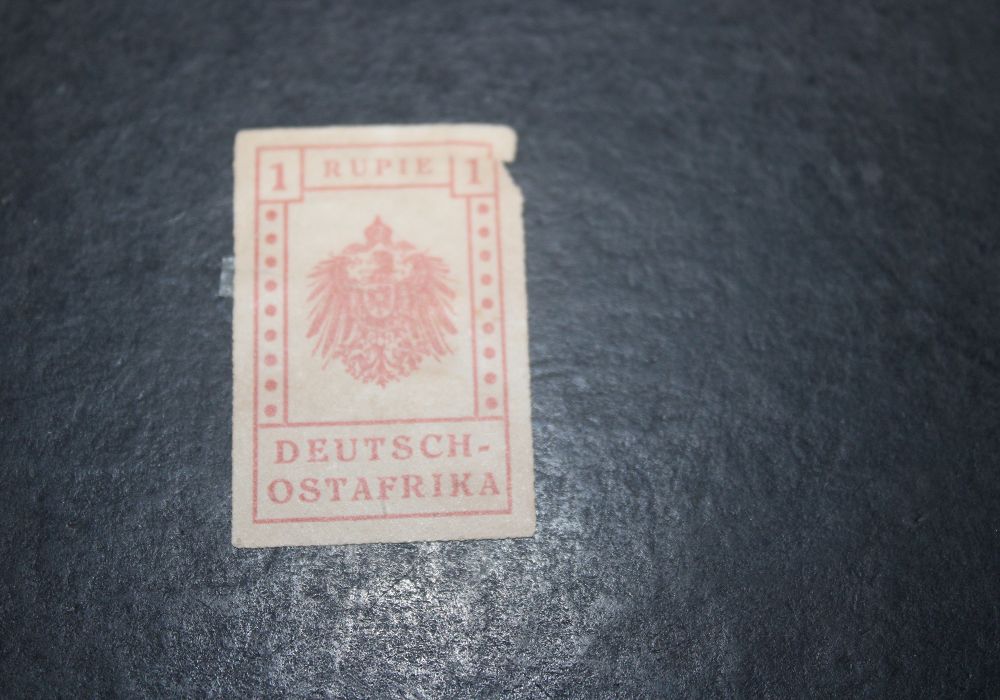 1 RUPIE 1
DEUTSCH-
OSTAFRIKA